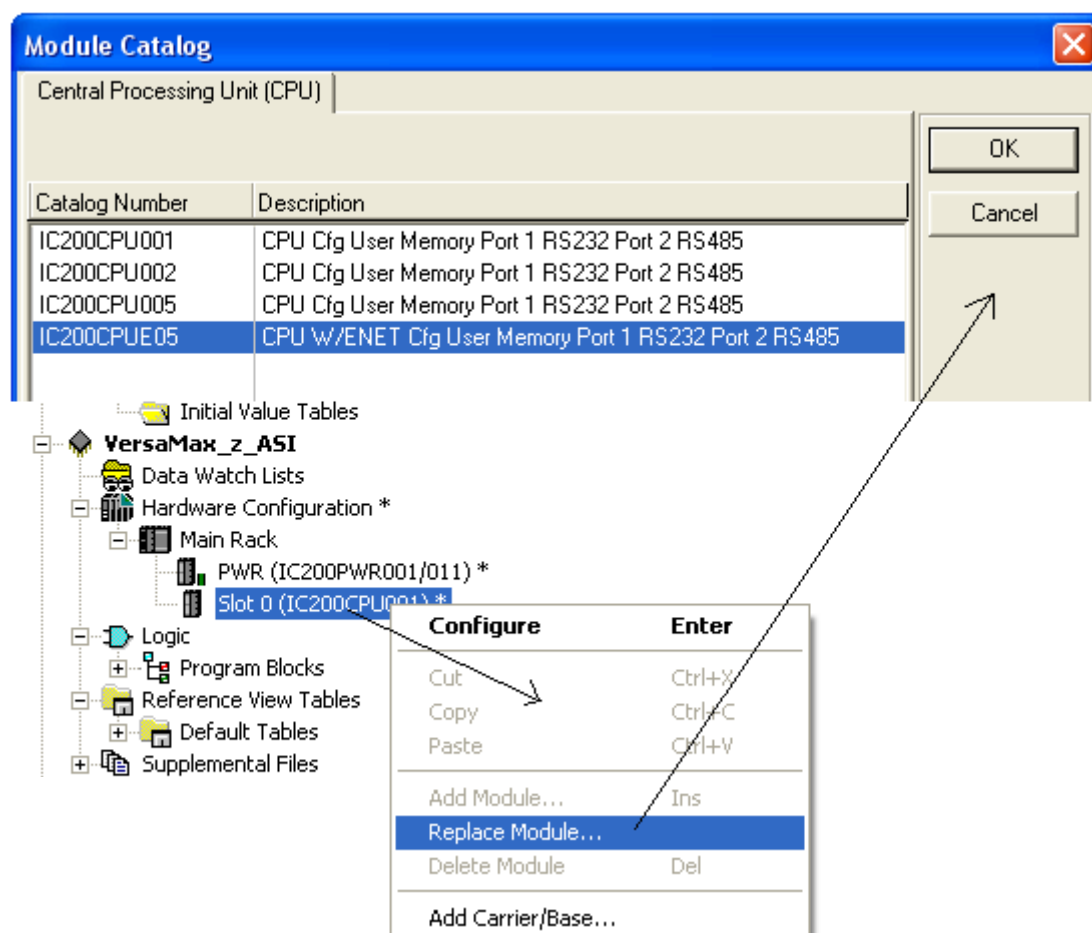 Module Catalog
Central Processing Unit (CPU)
OK
Cancel
Catalog Number Description
IC200CPU001 CPU Cfg User Memory Port 1 RS232 Port 2 RS485
IC200CPU002 CPU Cfg User Memory Port 1 RS232 Port 2 RS485
IC200CPU005 CPU Cfg User Memory Port 1 RS232 Port 2 RS485
IC200CPUE05 CPU W/ENET Cfg User Memory Port 1 RS232 Port 2 RS485
Initial Value Tables
VersaMax_z_ASI
Data Watch Lists
Hardware Configuration *
Main Rack
PWR (IC200PWR001/011) *
Slot 0 (IC200CPU001) *
Logic
Program Blocks
Reference View Tables
Default Tables
Supplemental Files
Configure Enter
Cut Ctrl+X
Copy Ctrl+C
Paste Ctrl+V
Add Module... Ins
Replace Module...
Delete Module Del
Add Carrier/Base...